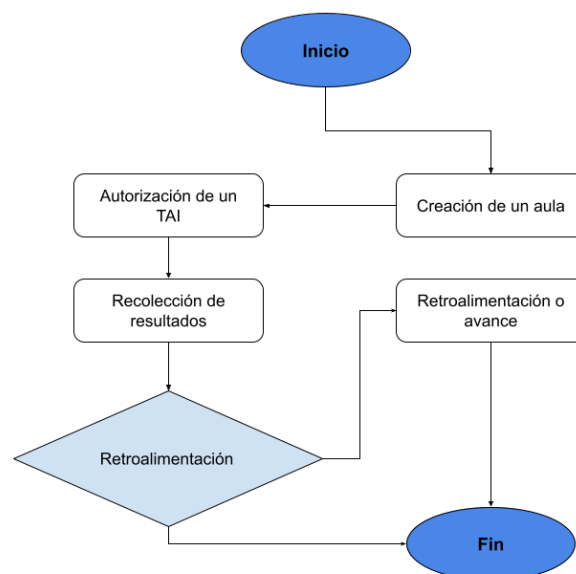 Inicio
Creación de un aula
Autorización de un
TAI
Recolección de
resultados
Retroalimentación
Retroalimentación o
avance
Fin